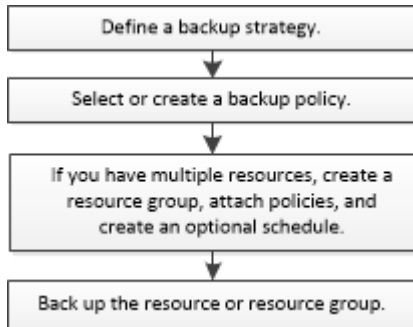 Define a backup strategy.
Select or create a backup policy.
If you have multiple resources, create a
resource group, attach policies, and
create an optional schedule.
Back up the resource or resource group.